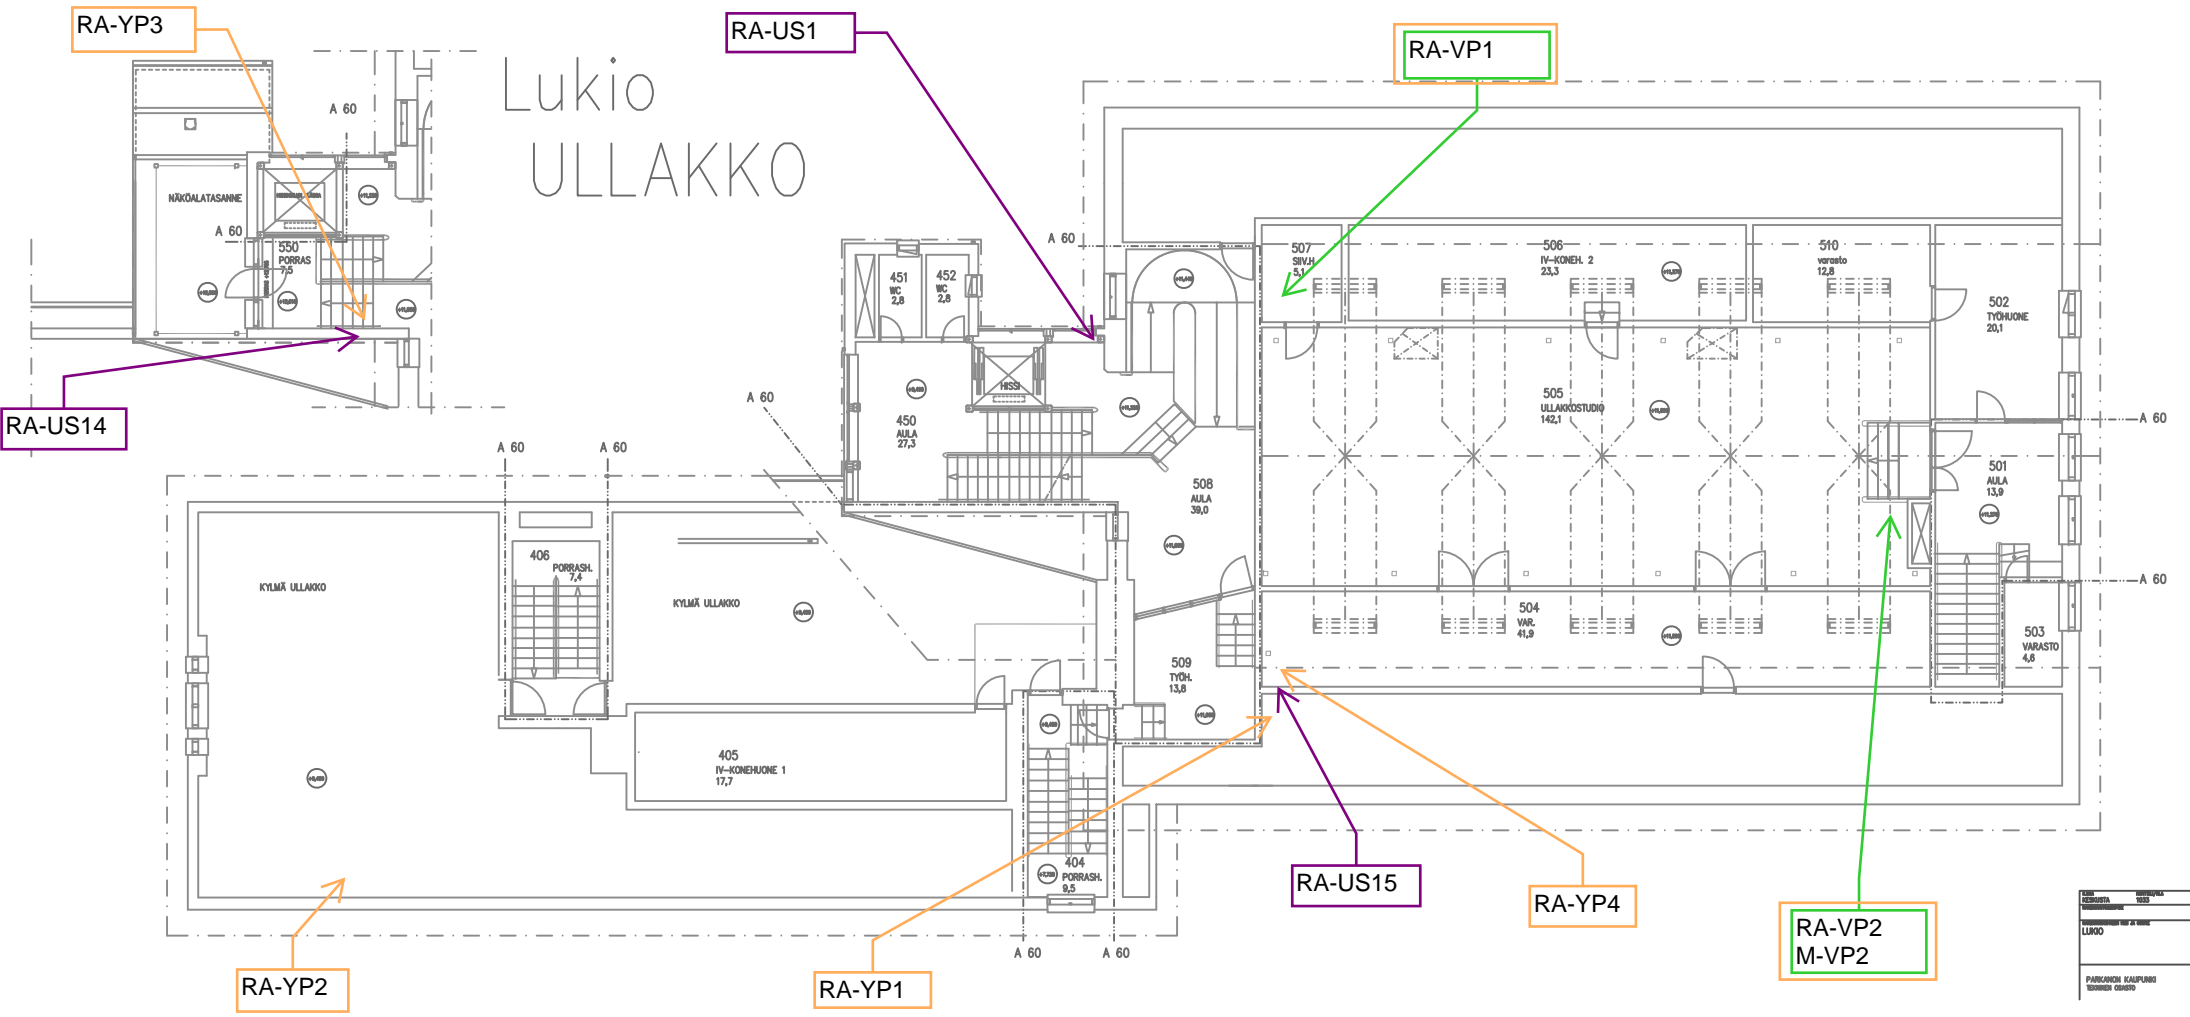 RA-YP3
RA-US1
RA-VP1
Lukio
ULLAKKO
A 60
NÄKÖALATASANNE
A 60
550
PORRAS
7,5
RA-US14
A 60
451
WC
2,8
452
WC
2,8
HISSI
A 60
450
AULA
27,3
507
SIIV.H
5,1
506
IV-KONEH. 2
23,3
510
varasto
12,8
502
TYÖHUONE
20,1
505
ULLAKKOSTUDIO
142,1
A 60
501
AULA
13,9
A 60
508
AULA
39,0
A 60
A 60
406
PORRASH.
7,4
KYLMÄ ULLAKKO
KYLMÄ ULLAKKO
504
VAR.
41,9
503
VARASTO
4,6
509
TYÖH.
13,8
405
IV-KONEHUONE 1
17,7
404
PORRASH.
9,5
A 60
A 60
RA-US15
RA-YP4
RA-VP2
M-VP2
RA-YP2
RA-YP1
KESKUSTA
1033
LUKIO
PARKANON KAUPUNKI
TEKNINEN OSASTO